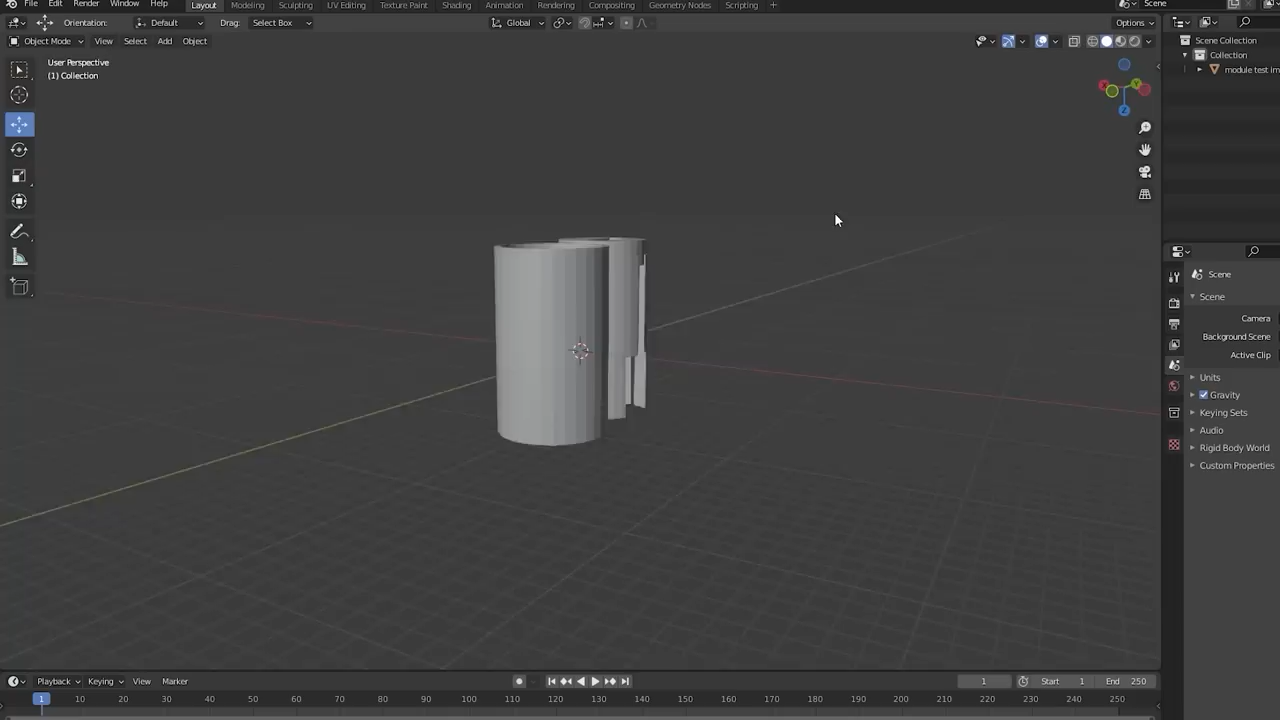 File Edit Render Window Help Layout Modeling Sculpting UV Editing Texture Paint Shading Animation Rendering Compositing Geometry Nodes Scripting + Scene
Orientation: Default Drag: Select Box Global Options
Object Mode View Select Add Object
User Perspective
(1) Collection
X Y Z
Scene Collection
Collection
module test im
Scene
Scene
Camera
Background Scene
Active Clip
Units
Gravity
Keying Sets
Audio
Rigid Body World
Custom Properties
Playback Keying View Marker 1 Start 1 End 250
1 10 20 30 40 50 60 70 80 90 100 110 120 130 140 150 160 170 180 190 200 210 220 230 240 250